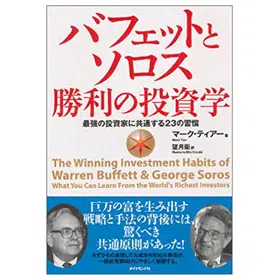 バフェットと
ソロス
勝利の投資学
最強の投資家に共通する23の習慣
マーク・ティアー 著
Mark Tier
望月衛 訳
Mamoru Mochizuki
The Winning Investment Habits of
Warren Buffett & George Soros
What You Can Learn From the World's Richest Investors
巨万の富を生み出す
戦略と手法の背後には、
驚くべき
共通原則があった!
ダイヤモンド社